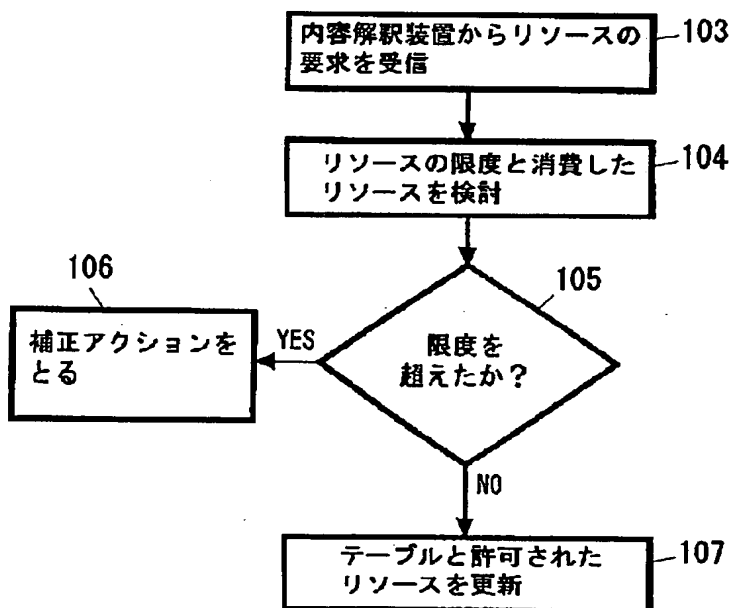 内容解釈装置からリソースの
要求を受信
103
リソースの限度と消費した
リソースを検討
104
105
限度を
超えたか?
YES
106
補正アクションを
とる
NO
テーブルと許可された
リソースを更新
107